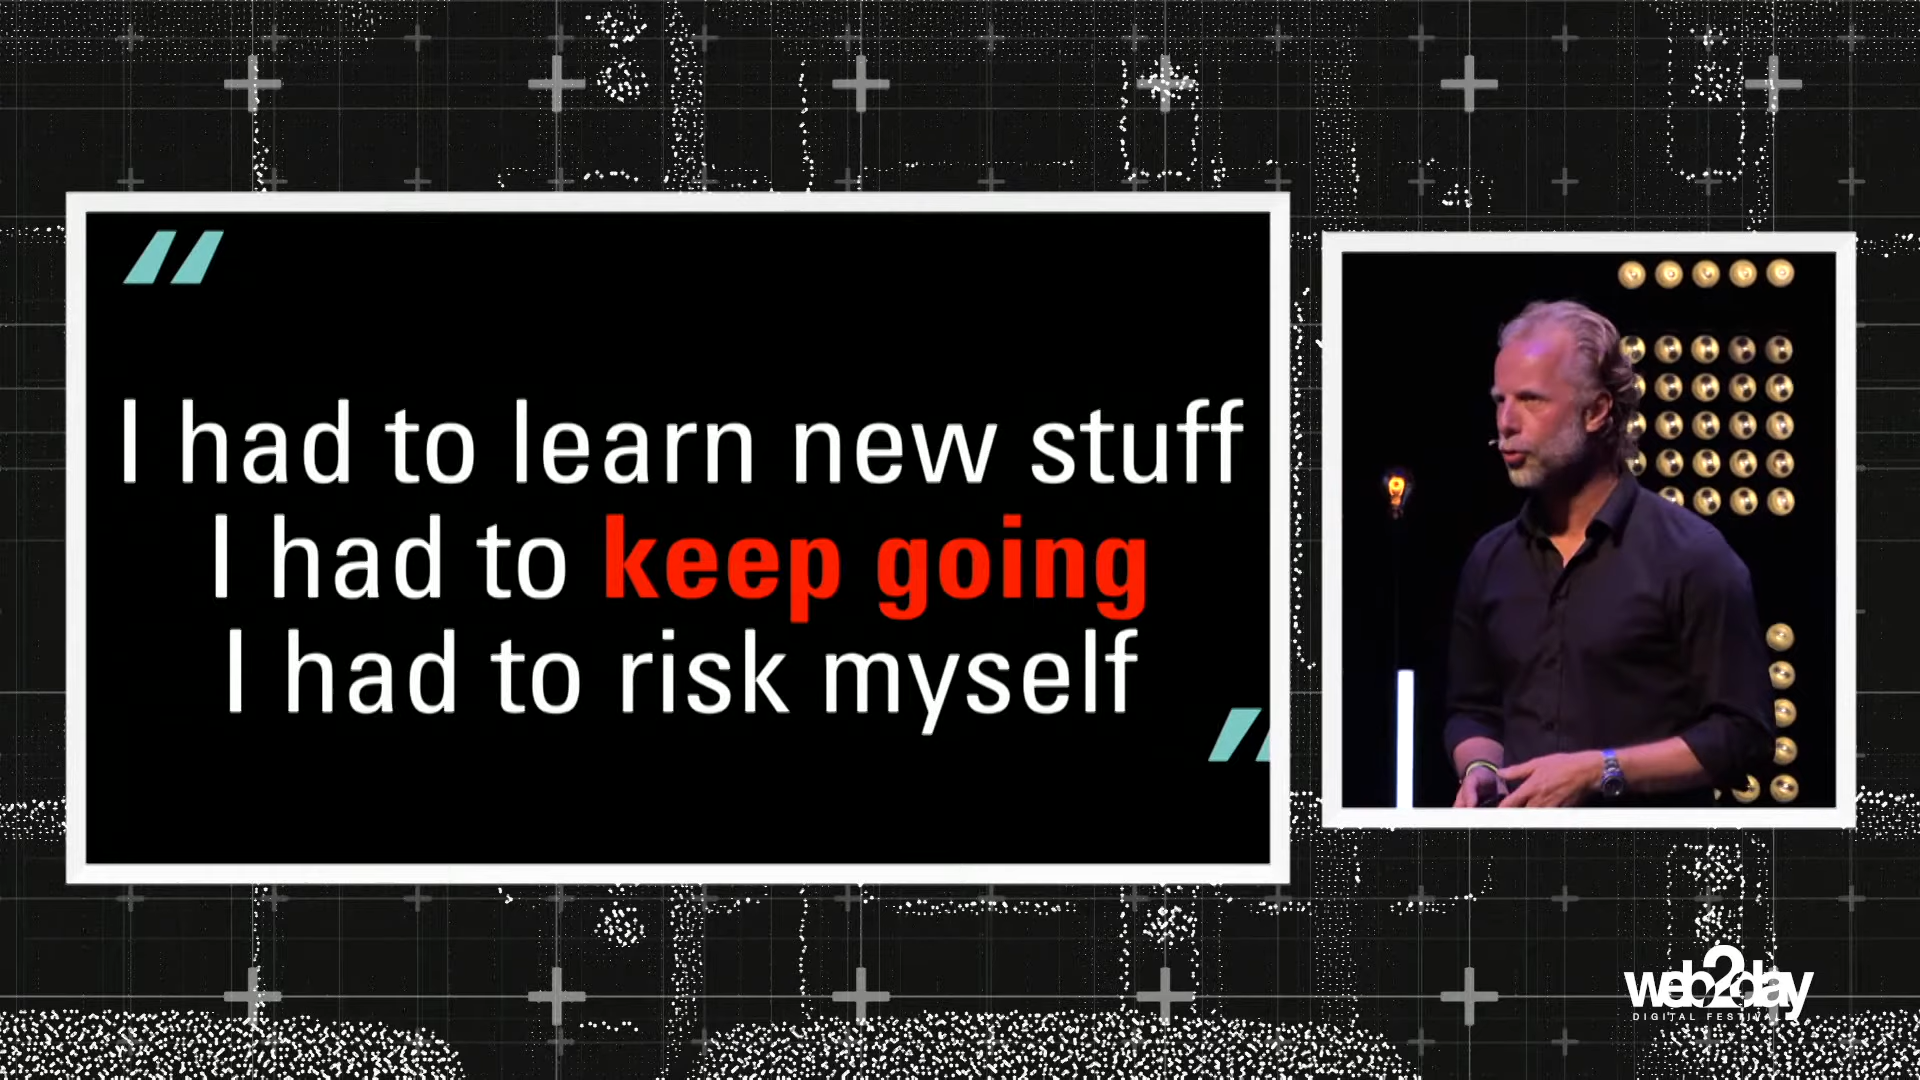 “
I had to learn new stuff
I had to keep going
I had to risk myself
”
web2day
DIGITAL FESTIVAL